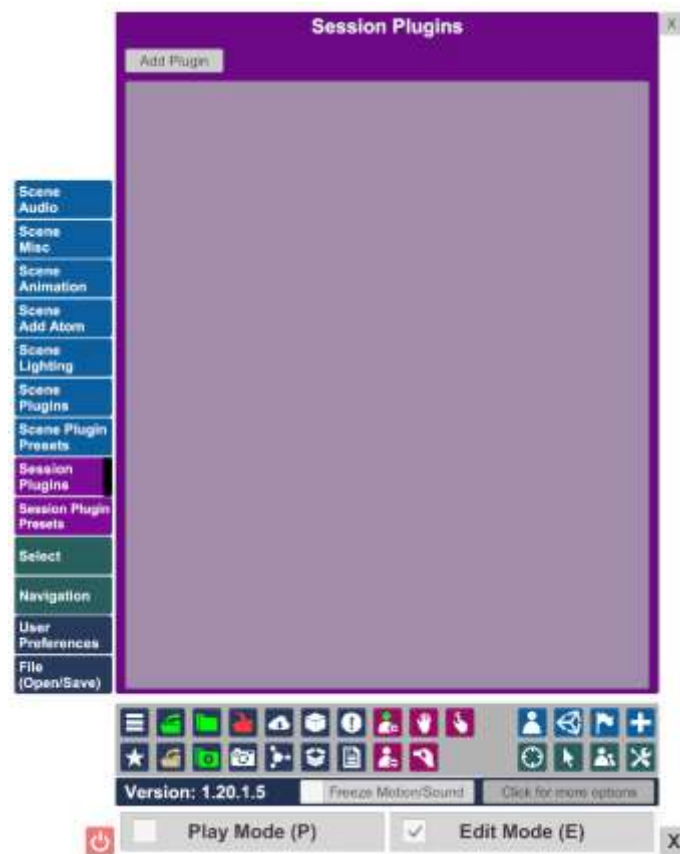 Session Plugins
X
Add Plugin
Scene
Audio
Scene
Misc
Scene
Animation
Scene
Add Atom
Scene
Lighting
Scene
Plugins
Scene Plugin
Presets
Session
Plugins
Session Plugin
Presets
Select
Navigation
User
Preferences
File
(Open/Save)
Version: 1.20.1.5
Freeze Motion/Sound
Click for more options
Play Mode (P)
Edit Mode (E)
X